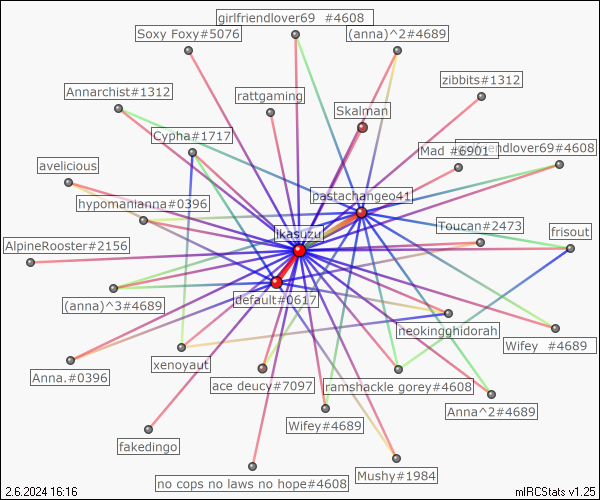 girlfriendlover69 #4608
Soxy Foxy#5076
(anna)^2#4689
zibbits#1312
Annarchist#1312
rattgaming
Skalman
Cypha#1717
Mad #6901
friendlover69#4608
avelicious
pastachangeo41
hypomanianna#0396
jkasuzu
Toucan#2473
frisout
AlpineRooster#2156
(anna)^3#4689
default#0617
neokingghidorah
Wifey #4689
xenoyaut
Anna.#0396
ace deucy#7097
ramshackle gorey#4608
Anna^2#4689
Wifey#4689
fakedingo
Mushy#1984
no cops no laws no hope#4608
2.6.2024 16:16
mIRCStats v1.25